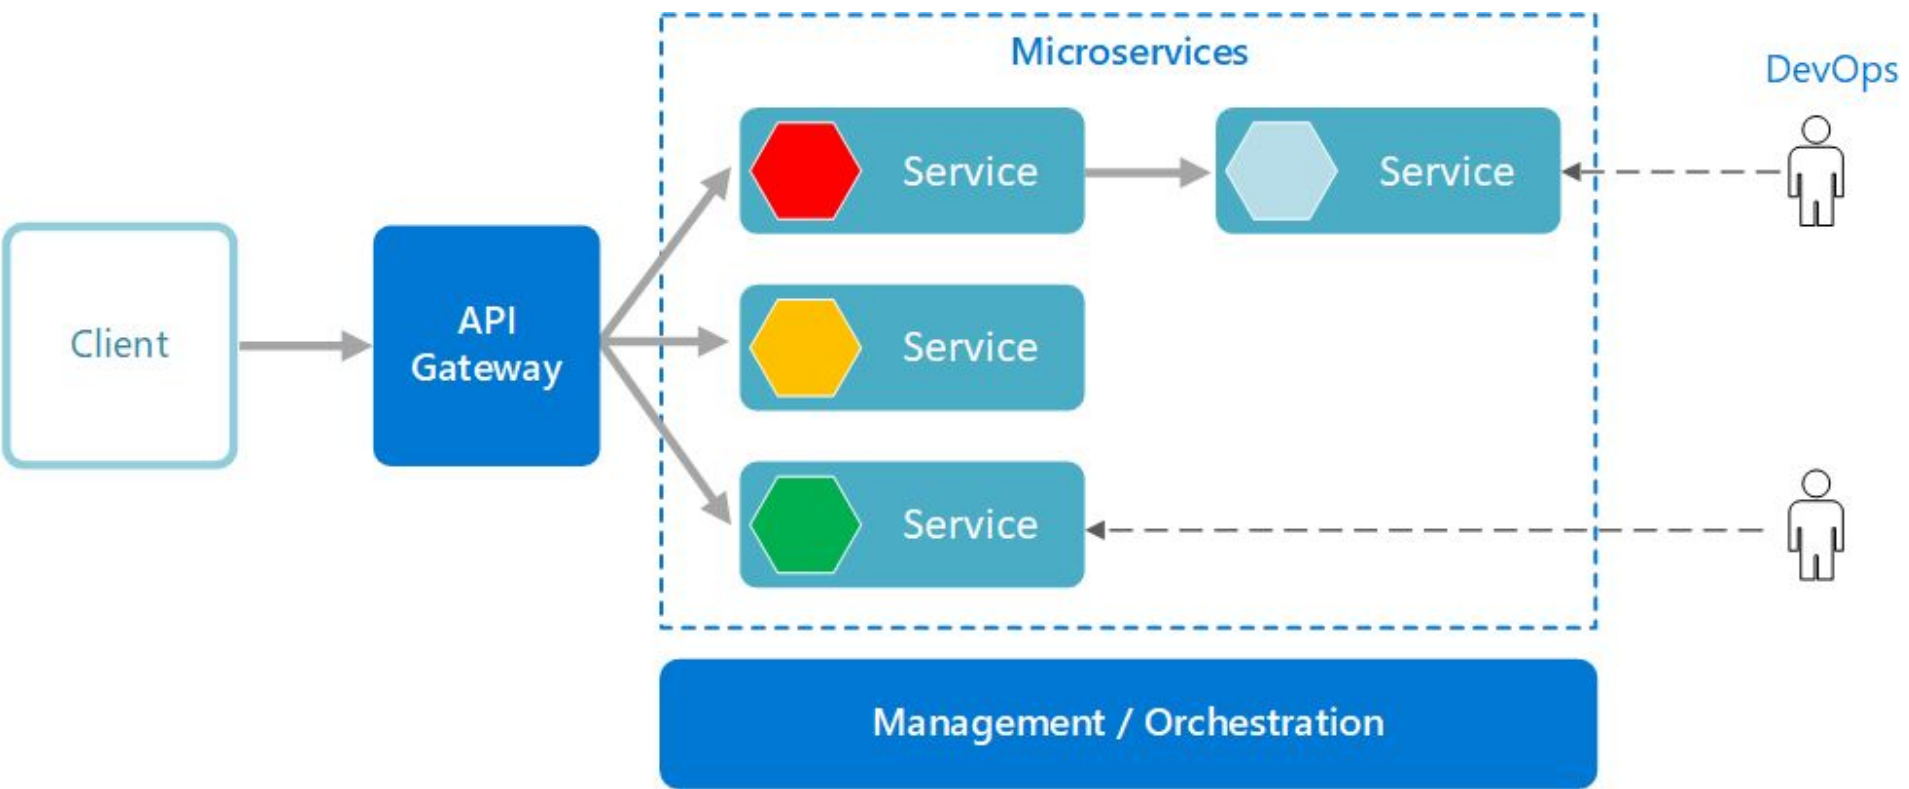 Microservices
DevOps
Service
Service
Client
API
Gateway
Service
Service
Management / Orchestration